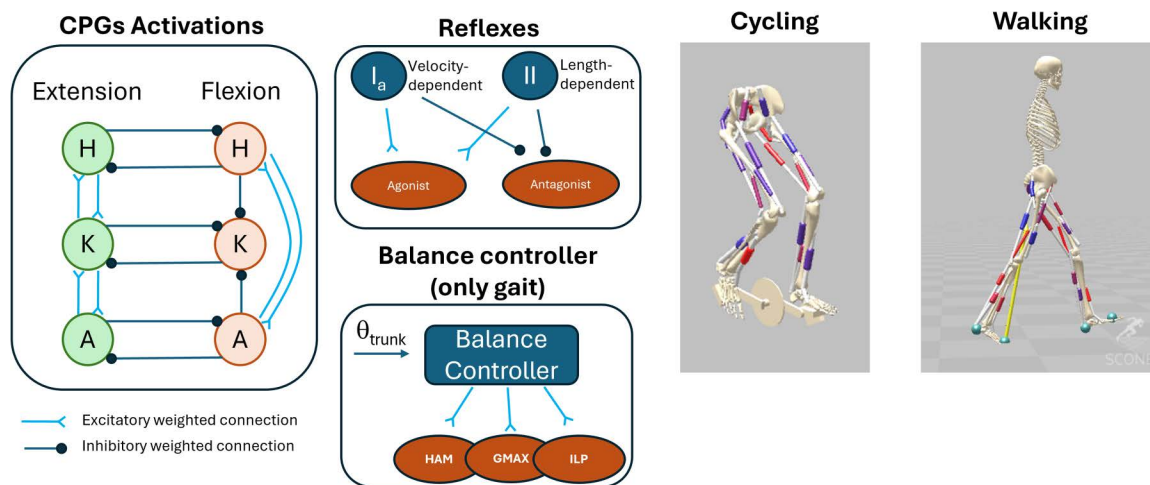 CPGs Activations
Extension Flexion
H H
K K
A A
Excitatory weighted connection
Inhibitory weighted connection
Reflexes
Ia Velocity-
dependent
II Length-
dependent
Agonist Antagonist
Balance controller
(only gait)
θtrunk
Balance
Controller
HAM GMAX ILP
Cycling
Walking
SCONE